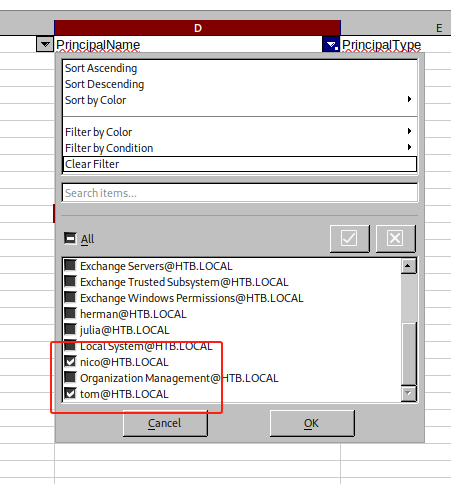 D
E
PrincipalName
PrincipalType
Sort Ascending
Sort Descending
Sort by Color
Filter by Color
Filter by Condition
Clear Filter
Search items...
All
Exchange Servers@HTB.LOCAL
Exchange Trusted Subsystem@HTB.LOCAL
Exchange Windows Permissions@HTB.LOCAL
herman@HTB.LOCAL
julia@HTB.LOCAL
Local System@HTB.LOCAL
nico@HTB.LOCAL
Organization Management@HTB.LOCAL
tom@HTB.LOCAL
Cancel
OK